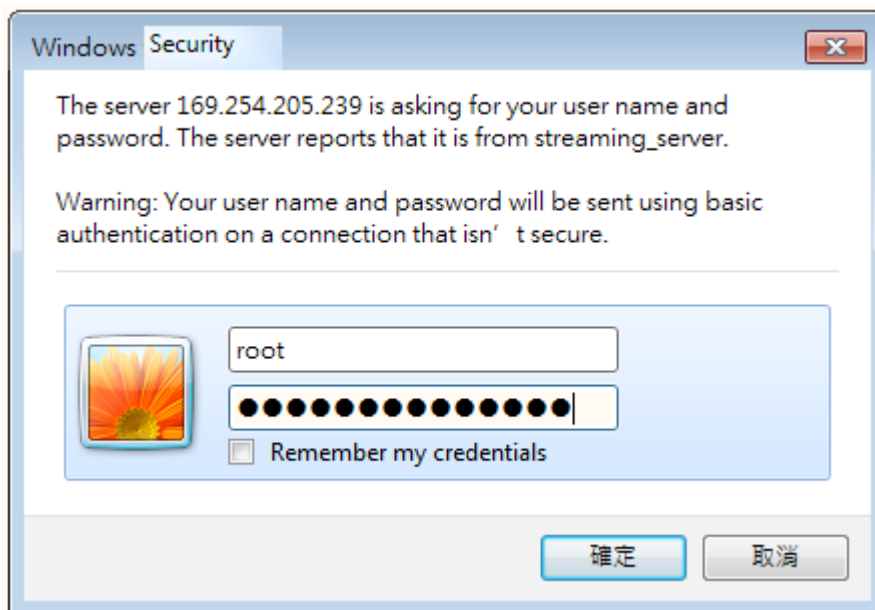 Windows Security
The server 169.254.205.239 is asking for your user name and
password. The server reports that it is from streaming_server.
Warning: Your user name and password will be sent using basic
authentication on a connection that isn’ t secure.
root
●●●●●●●●●●●●●●
Remember my credentials
確定
取消